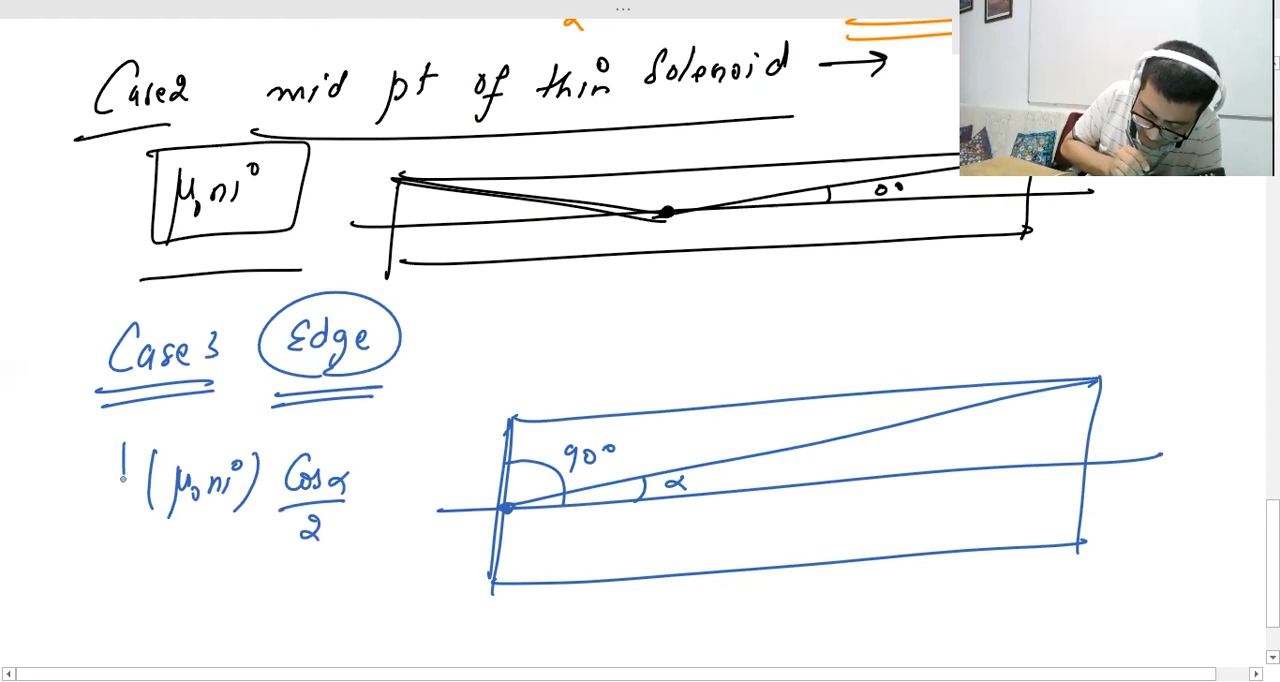 α
Case2 mid pt of thin Solenoid →
μ₀ni
0°
Case 3 Edge
90°
α
! (μ₀ni) Cosα/2